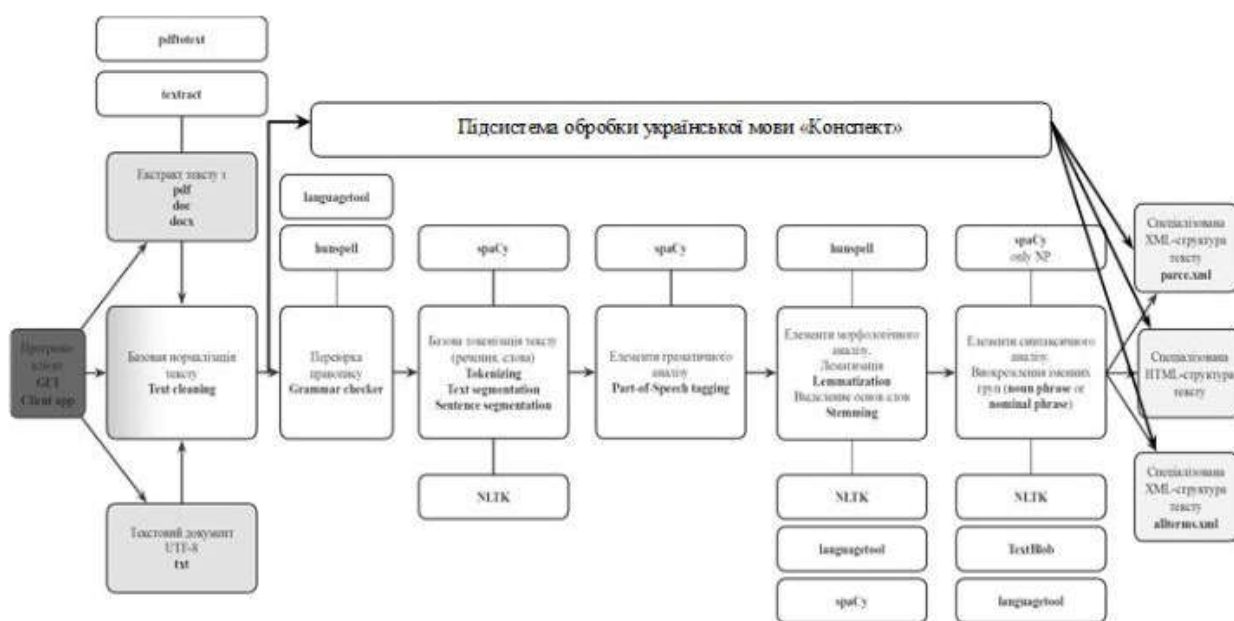 pdftotext
textract
Підсистема обробки української мови «Конспект»
Екстракт тексту з
pdf
doc
docx
languagetool
hunspell
spaCy
spaCy
hunspell
spaCy
only NP
Спеціалізована
XML-структура
тексту
parce.xml
клієнт
GUI
Client app
Базовая нормалізація
тексту
Text cleaning
Перевірка
правопису
Grammar checker
Базова токенізація тексту
(речення, слова)
Tokenizing
Text segmentation
Sentence segmentation
Елементи граматичного
аналізу
Part-of-Speech tagging
Елементи морфологічного
аналізу.
Лематизація
Lemmatization
Виделение основ слов
Stemming
Елементи синтаксичного
аналізу.
Виокремлення іменних
груп (noun phrase or
nominal phrase)
Спеціалізована
HTML-структура
тексту
Текстовий документ
UTF-8
txt
NLTK
NLTK
languagetool
spaCy
NLTK
TextBlob
languagetool
Спеціалізована
XML-структура
тексту
allterms.xml